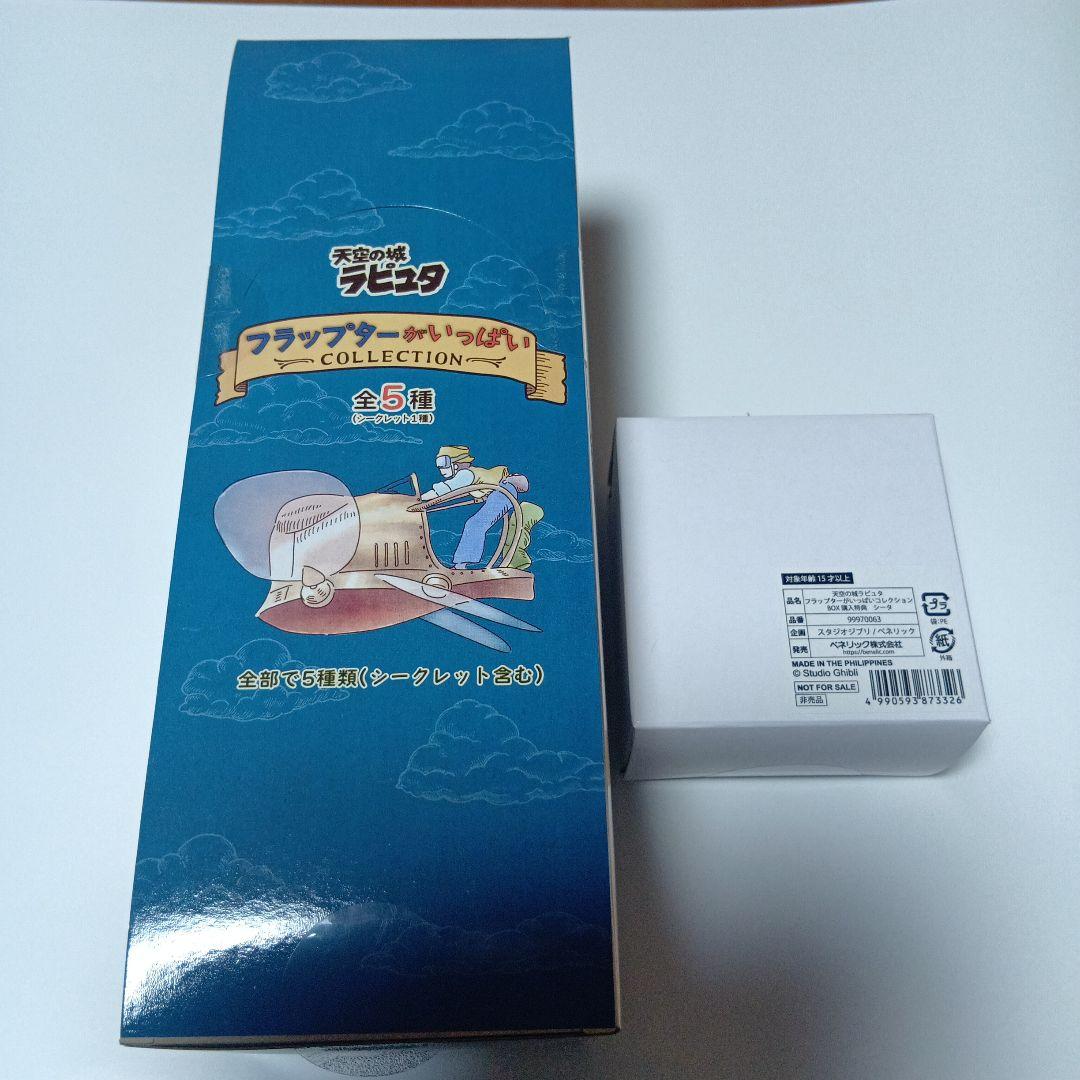 天空の城
ラピュタ
フラップターがいっぱい
COLLECTION
全5種
(シークレット1種)
全部で5種類(シークレット含む)
対象年齢 15 才以上
品名
天空の城ラピュタ
フラップターがいっぱいコレクション
BOX 購入特典 シータ
品番 99970063
企画 スタジオジブリ / ベネリック
発売 ベネリック株式会社
https://benelic.com
MADE IN THE PHILIPPINES
© Studio Ghibli
NOT FOR SALE
非売品
4 990593 873326
プラ
袋:PE
紙
外箱